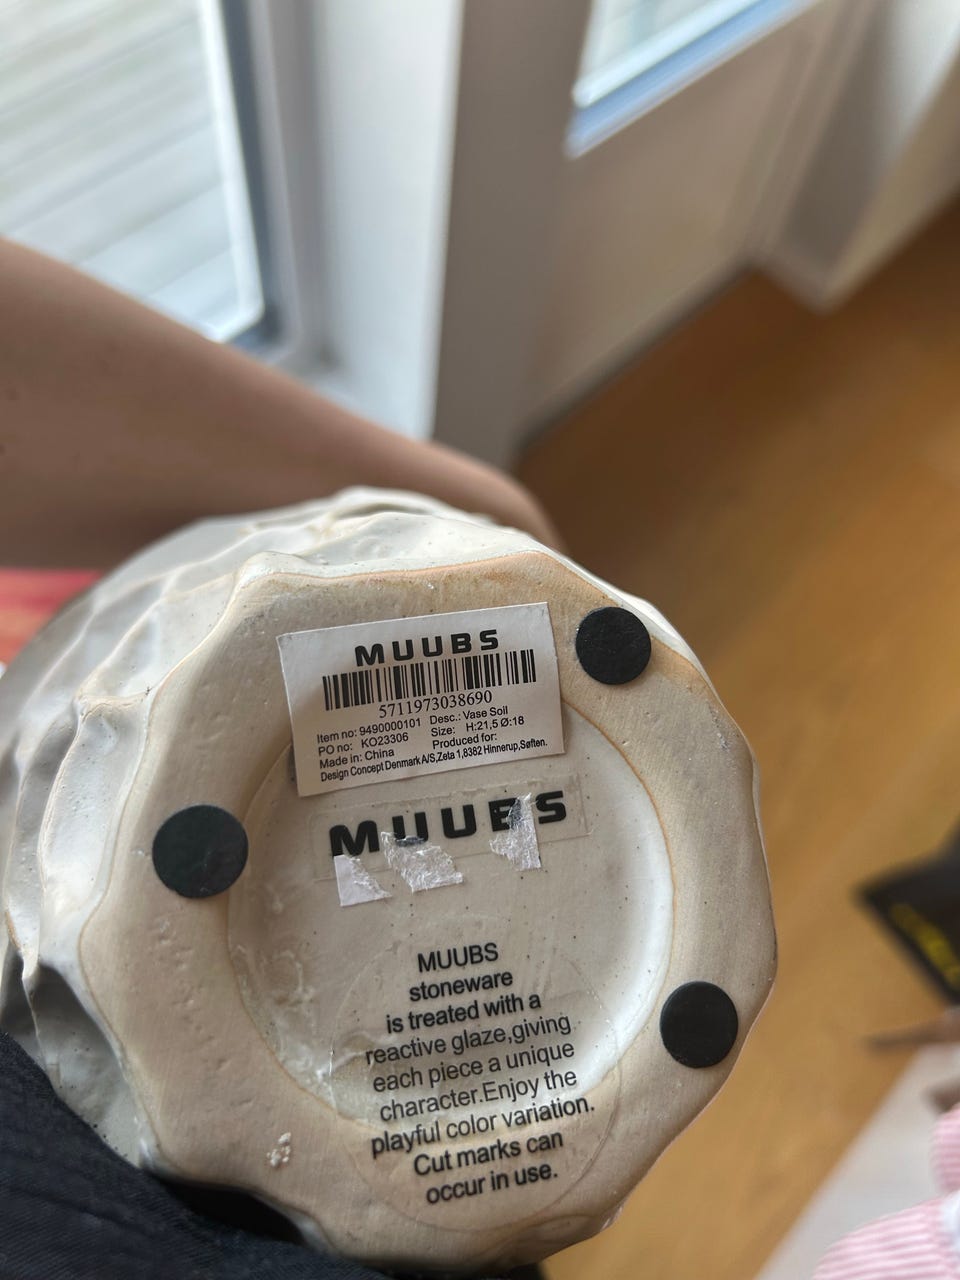 MUUBS
5711973038690
Item no: 9490000101 Desc.: Vase Soil
PO no: KO23306 Size: H:21,5 Ø:18
Made in: China Produced for:
Design Concept Denmark A/S,Zeta 1,8382 Hinnerup,Søften.
MUUBS
MUUBS
stoneware
is treated with a
reactive glaze,giving
each piece a unique
character.Enjoy the
playful color variation.
Cut marks can
occur in use.